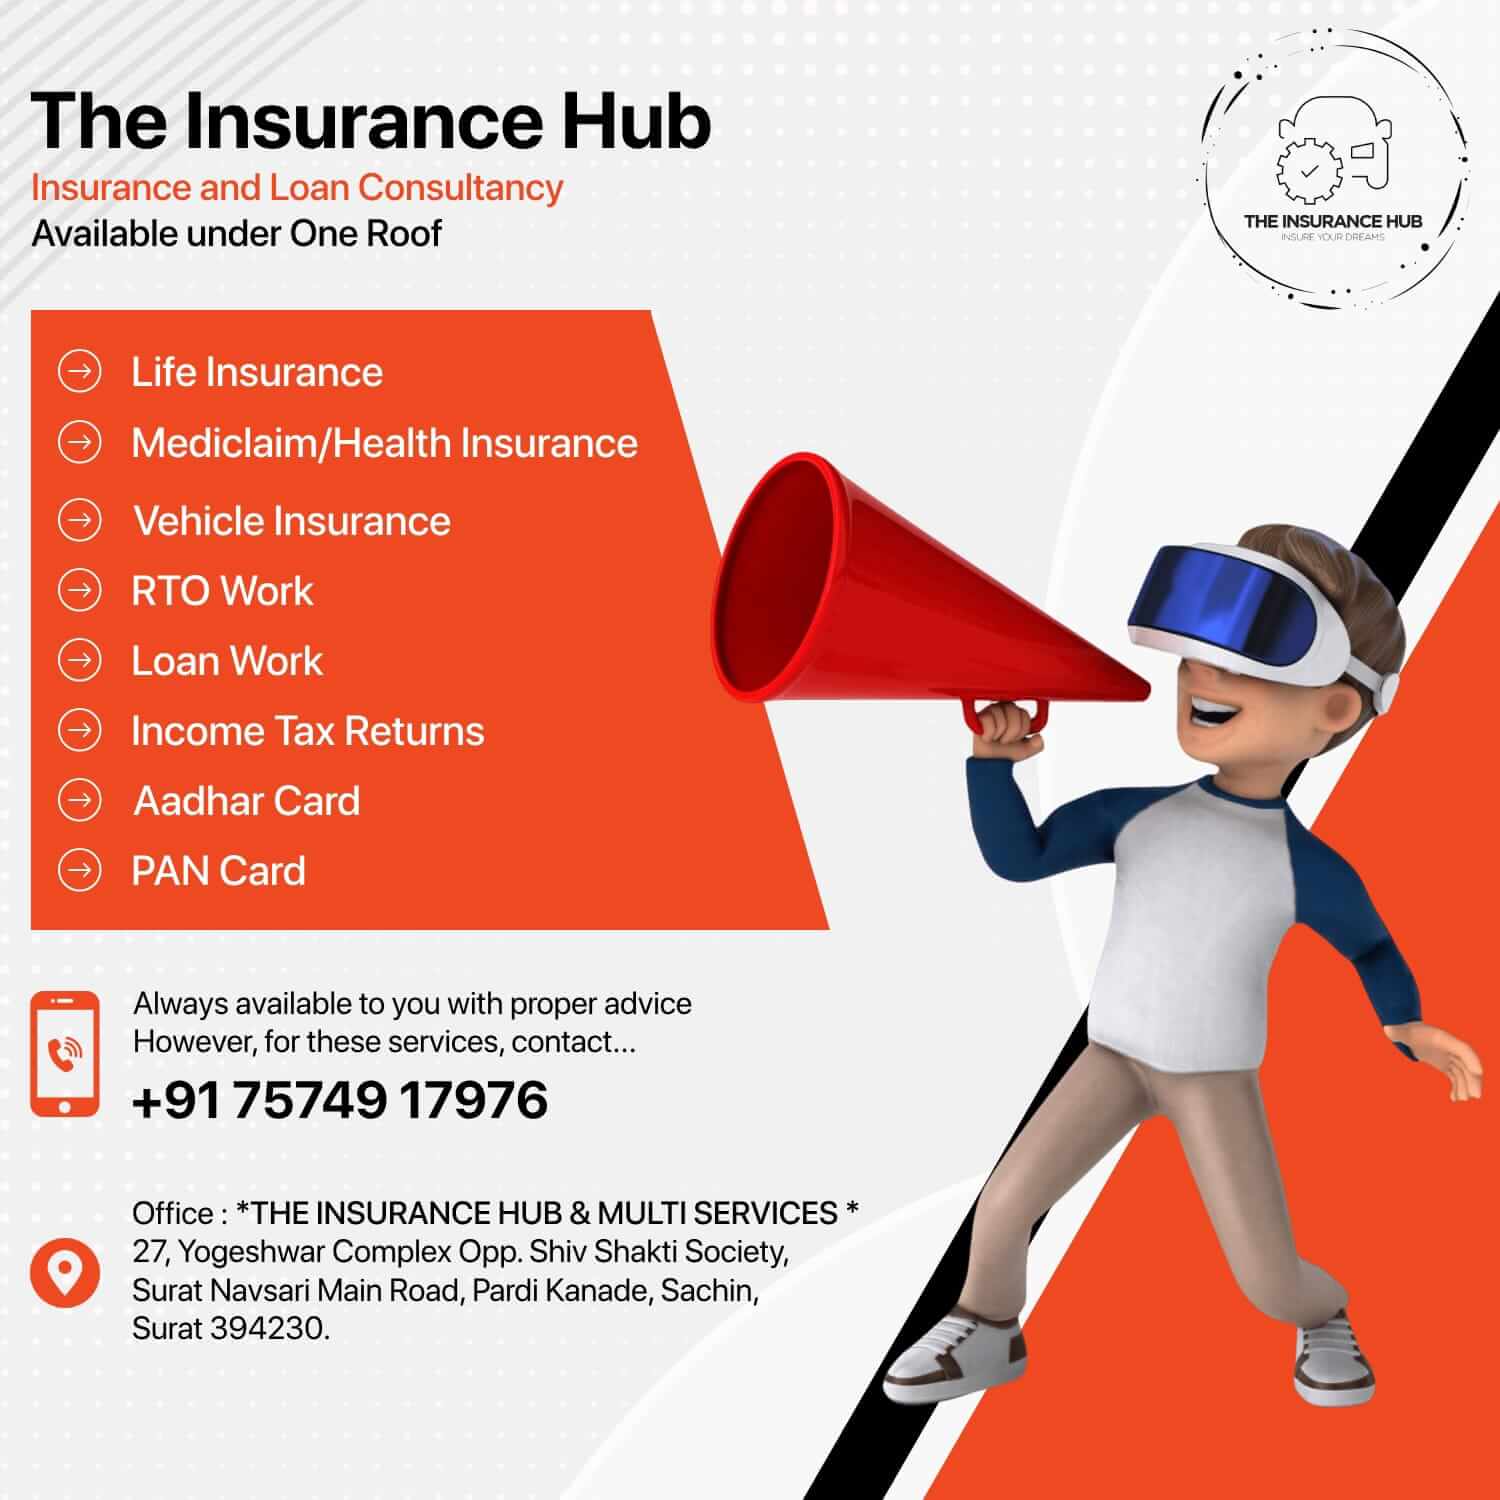 The Insurance Hub
Insurance and Loan Consultancy
Available under One Roof
THE INSURANCE HUB
INSURE YOUR DREAMS
Life Insurance
Mediclaim/Health Insurance
Vehicle Insurance
RTO Work
Loan Work
Income Tax Returns
Aadhar Card
PAN Card
Always available to you with proper advice
However, for these services, contact...
+91 75749 17976
Office : *THE INSURANCE HUB & MULTI SERVICES *
27, Yogeshwar Complex Opp. Shiv Shakti Society,
Surat Navsari Main Road, Pardi Kanade, Sachin,
Surat 394230.